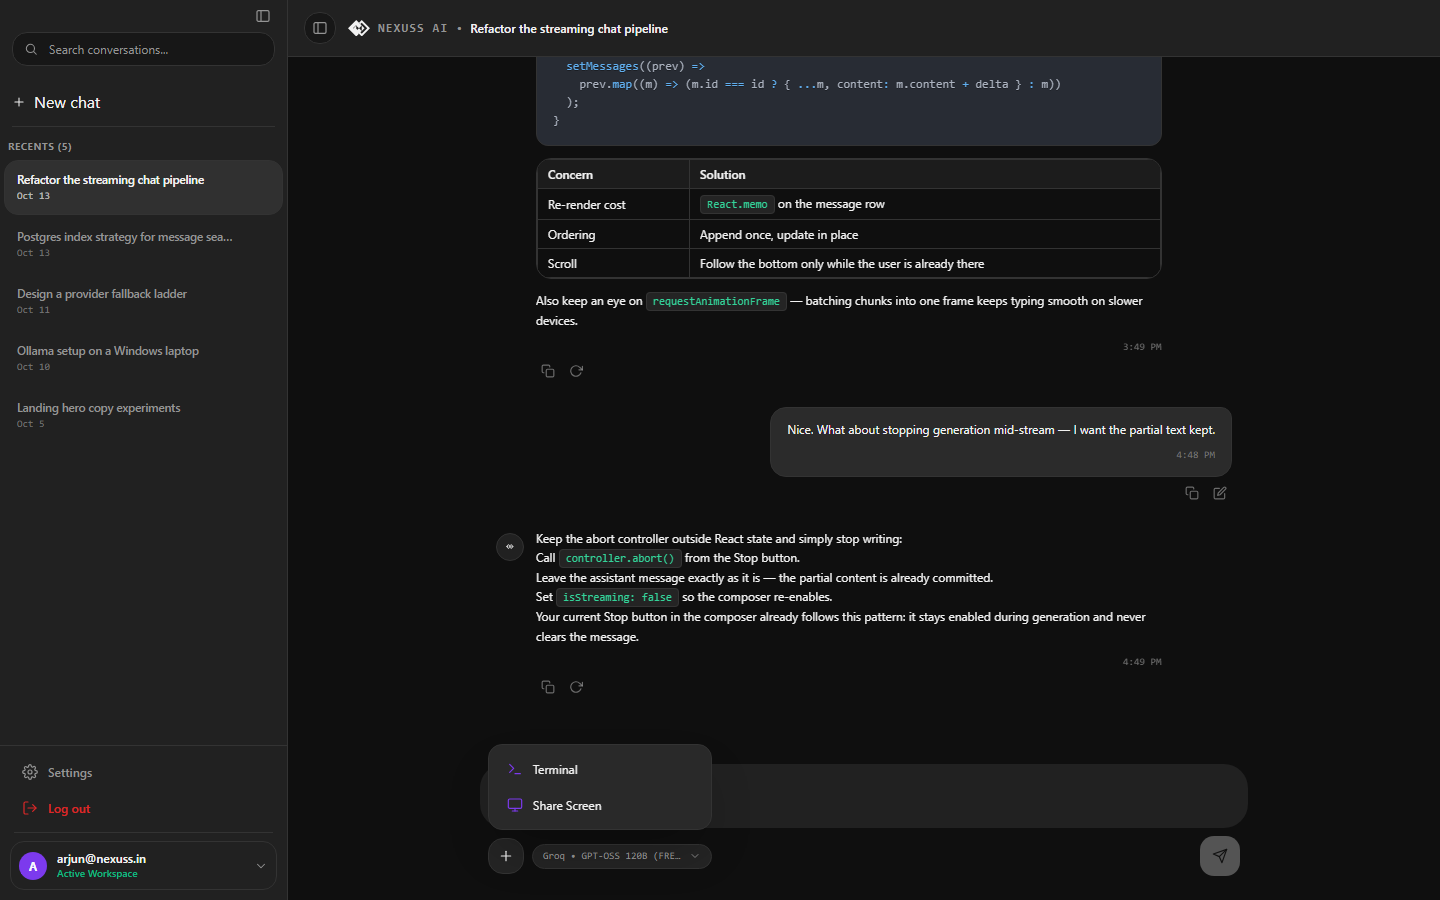 Search conversations...
+ New chat
RECENTS (5)
Refactor the streaming chat pipeline
Oct 13
Postgres index strategy for message sea...
Oct 13
Design a provider fallback ladder
Oct 11
Ollama setup on a Windows laptop
Oct 10
Landing hero copy experiments
Oct 5
Settings
Log out
A
arjun@nexuss.in
Active Workspace
NEXUSS AI • Refactor the streaming chat pipeline
setMessages((prev) =>
prev.map((m) => (m.id === id ? { ...m, content: m.content + delta } : m))
);
}
Concern Solution
Re-render cost React.memo on the message row
Ordering Append once, update in place
Scroll Follow the bottom only while the user is already there
Also keep an eye on requestAnimationFrame — batching chunks into one frame keeps typing smooth on slower
devices.
3:49 PM
Nice. What about stopping generation mid-stream — I want the partial text kept.
4:48 PM
Keep the abort controller outside React state and simply stop writing:
Call controller.abort() from the Stop button.
Leave the assistant message exactly as it is — the partial content is already committed.
Set isStreaming: false so the composer re-enables.
Your current Stop button in the composer already follows this pattern: it stays enabled during generation and never
clears the message.
4:49 PM
Terminal
Share Screen
Groq • GPT-OSS 120B (FRE…